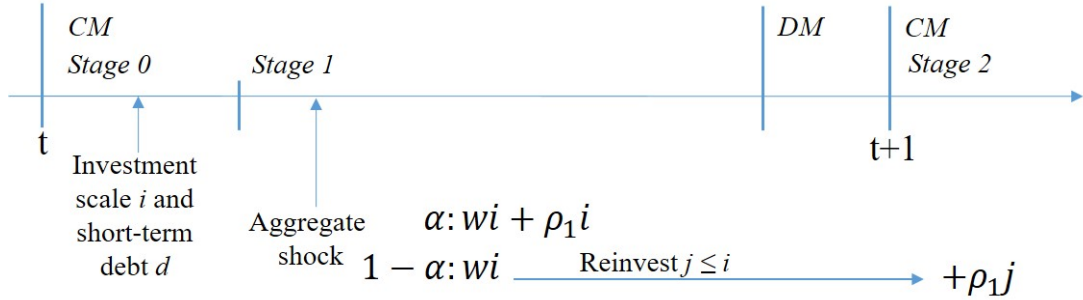 CM
Stage 0
Stage 1
DM
CM
Stage 2
t
t+1
Investment
scale i and
short-term
debt d
Aggregate
shock
α: wi + ρ₁i
1 − α: wi
Reinvest j ≤ i
+ρ₁j